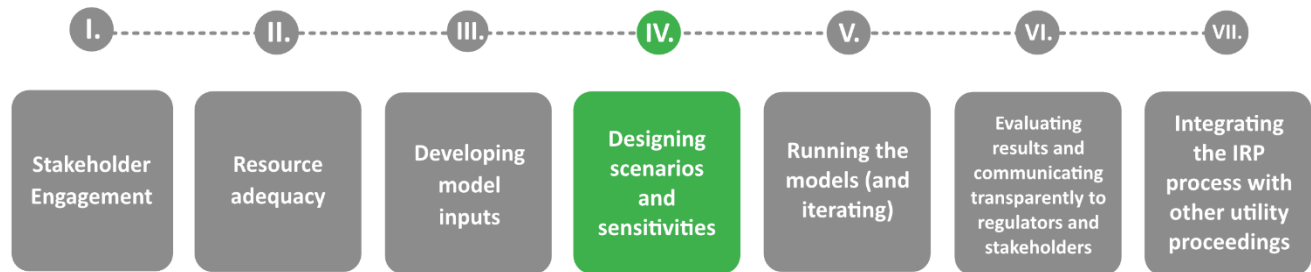 I.
II.
III.
IV.
V.
VI.
VII.
Stakeholder
Engagement
Resource
adequacy
Developing
model
inputs
Designing
scenarios
and
sensitivities
Running the
models (and
iterating)
Evaluating
results and
communicating
transparently to
regulators and
stakeholders
Integrating
the IRP
process with
other utility
proceedings